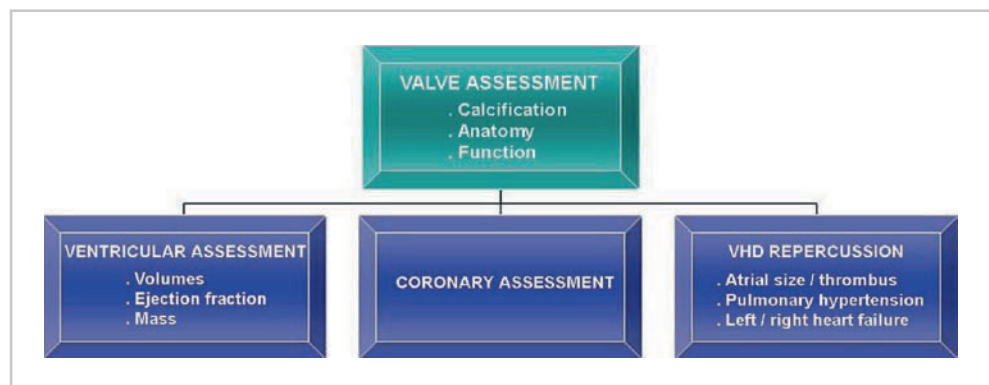 VALVE ASSESSMENT
. Calcification
. Anatomy
. Function
VENTRICULAR ASSESSMENT
. Volumes
. Ejection fraction
. Mass
CORONARY ASSESSMENT
VHD REPERCUSSION
. Atrial size / thrombus
. Pulmonary hypertension
. Left / right heart failure